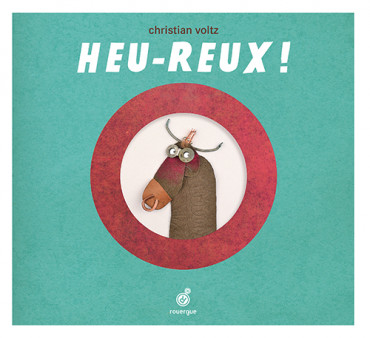 christian voltz
HEU-REUX !
rouergue